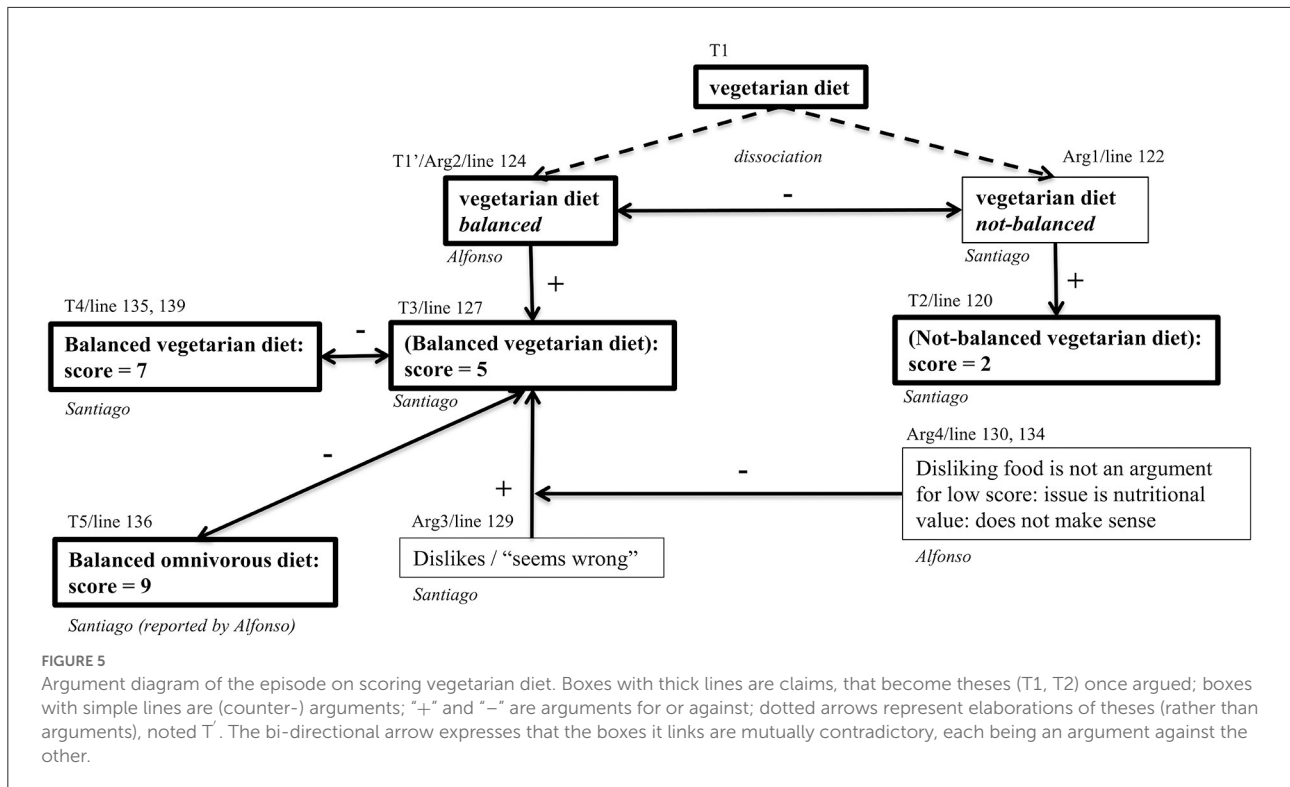 T1
vegetarian diet
T1’/Arg2/line 124
dissociation
Arg1/line 122
vegetarian diet
balanced
-
vegetarian diet
not-balanced
Alfonso
Santiago
+
+
T4/line 135, 139
T3/line 127
T2/line 120
Balanced vegetarian diet:
score = 7
-
(Balanced vegetarian diet):
score = 5
(Not-balanced vegetarian diet):
score = 2
Santiago
Santiago
Santiago
Arg4/line 130, 134
-
+
-
Disliking food is not an argument
for low score: issue is nutritional
value: does not make sense
T5/line 136
Arg3/line 129
Balanced omnivorous diet:
score = 9
Dislikes / “seems wrong”
Alfonso
Santiago
Santiago (reported by Alfonso)
FIGURE 5
Argument diagram of the episode on scoring vegetarian diet. Boxes with thick lines are claims, that become theses (T1, T2) once argued; boxes
with simple lines are (counter-) arguments; “+” and “–” are arguments for or against; dotted arrows represent elaborations of theses (rather than
arguments), noted T′. The bi-directional arrow expresses that the boxes it links are mutually contradictory, each being an argument against the
other.